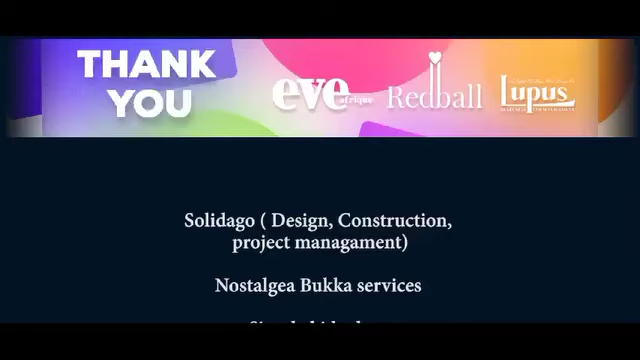 THANK
YOU
eve
afrique
Redball
Lupus
Solidago ( Design, Construction,
project managament)
Nostalgea Bukka services